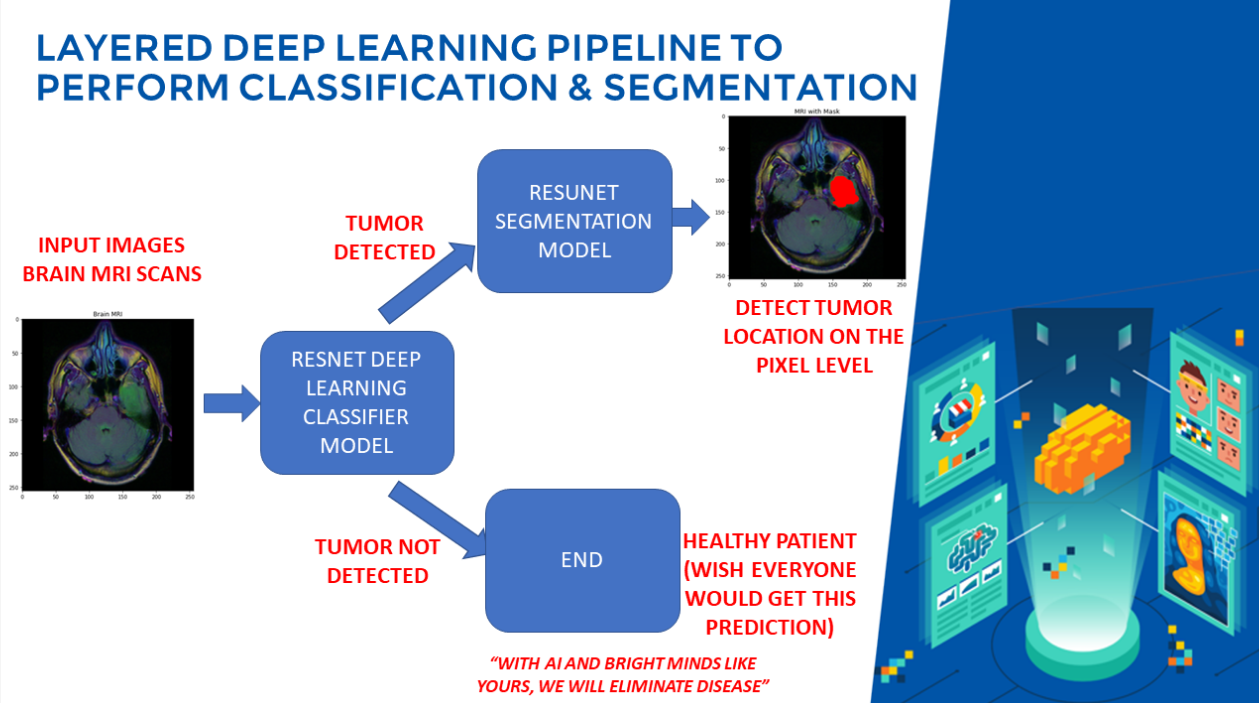 LAYERED DEEP LEARNING PIPELINE TO
PERFORM CLASSIFICATION & SEGMENTATION
MRI with Mask
0
50
100
150
200
250
0 50 100 150 200 250
RESUNET
SEGMENTATION
MODEL
TUMOR
DETECTED
INPUT IMAGES
BRAIN MRI SCANS
DETECT TUMOR
LOCATION ON THE
PIXEL LEVEL
Brain MRI
0
50
100
150
200
250
0 50 100 150 200 250
RESNET DEEP
LEARNING
CLASSIFIER
MODEL
TUMOR NOT
DETECTED
END
HEALTHY PATIENT
(WISH EVERYONE
WOULD GET THIS
PREDICTION)
“WITH AI AND BRIGHT MINDS LIKE
YOURS, WE WILL ELIMINATE DISEASE”